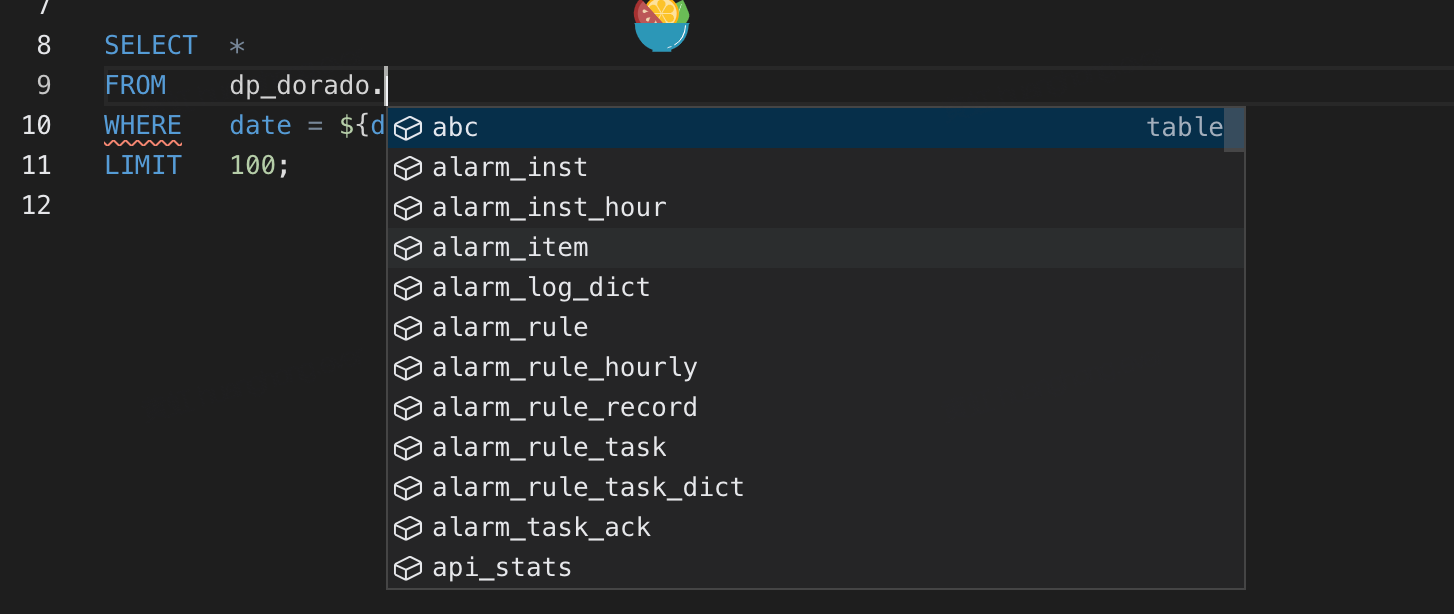 7
8 SELECT *
9 FROM dp_dorado.
10 WHERE date = ${d
11 LIMIT 100;
12
abc table
alarm_inst
alarm_inst_hour
alarm_item
alarm_log_dict
alarm_rule
alarm_rule_hourly
alarm_rule_record
alarm_rule_task
alarm_rule_task_dict
alarm_task_ack
api_stats